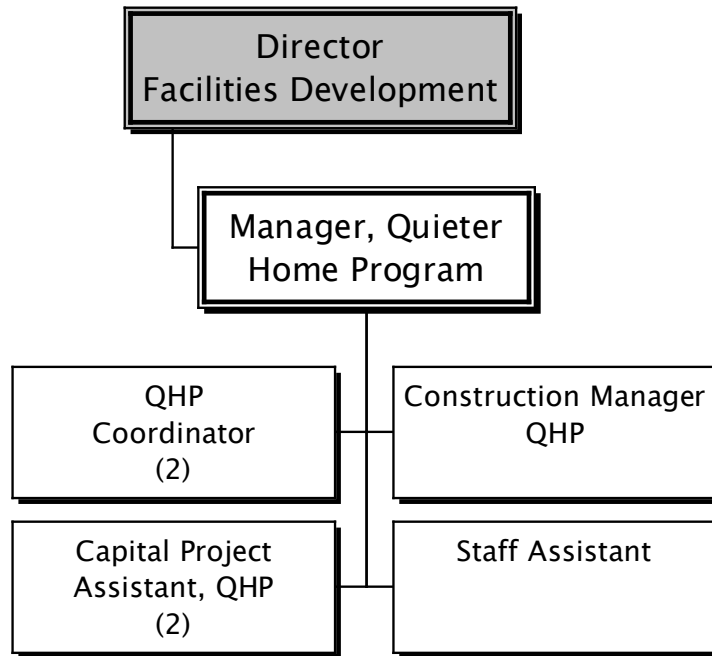 Director
Facilities Development
Manager, Quieter
Home Program
QHP
Coordinator
(2)
Construction Manager
QHP
Capital Project
Assistant, QHP
(2)
Staff Assistant